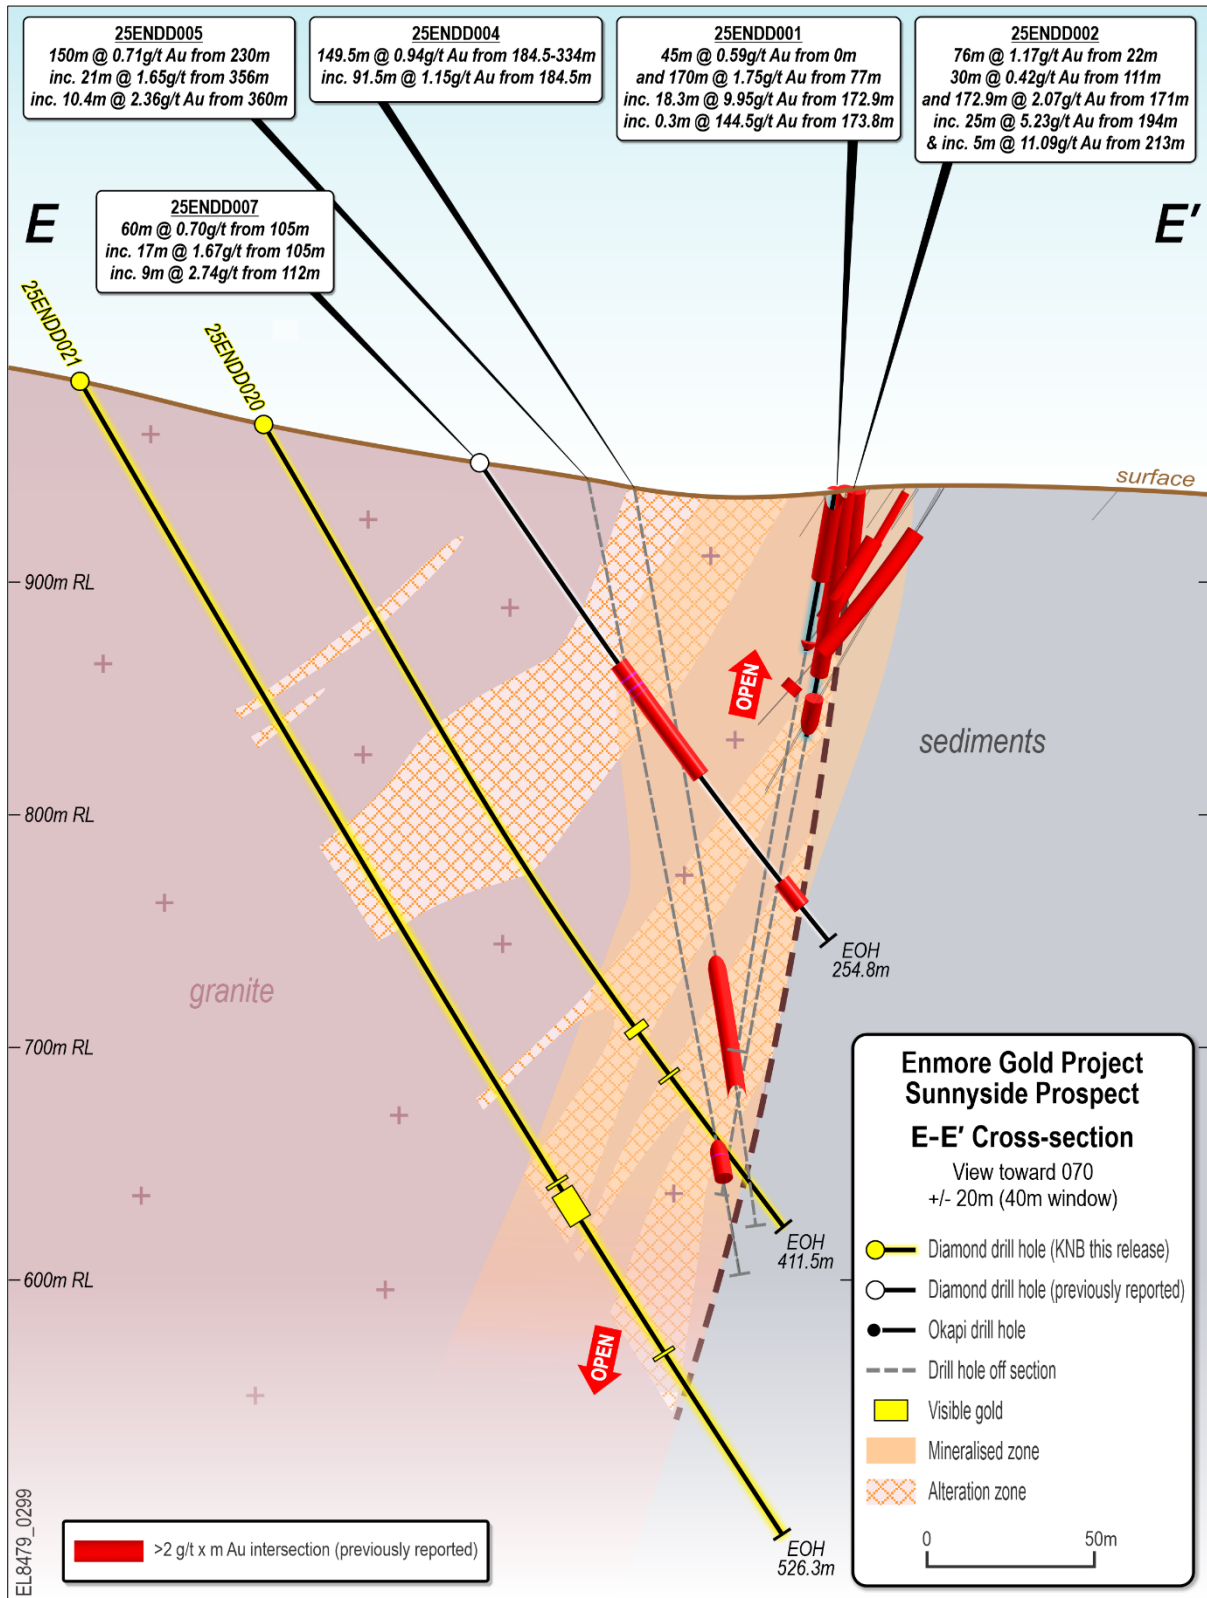 25ENDD005
150m @ 0.71g/t Au from 230m
inc. 21m @ 1.65g/t from 356m
inc. 10.4m @ 2.36g/t Au from 360m
25ENDD004
149.5m @ 0.94g/t Au from 184.5-334m
inc. 91.5m @ 1.15g/t Au from 184.5m
25ENDD001
45m @ 0.59g/t Au from 0m
and 170m @ 1.75g/t Au from 77m
inc. 18.3m @ 9.95g/t Au from 172.9m
inc. 0.3m @ 144.5g/t Au from 173.8m
25ENDD002
76m @ 1.17g/t Au from 22m
30m @ 0.42g/t Au from 111m
and 172.9m @ 2.07g/t Au from 171m
inc. 25m @ 5.23g/t Au from 194m
& inc. 5m @ 11.09g/t Au from 213m
25ENDD007
60m @ 0.70g/t from 105m
inc. 17m @ 1.67g/t from 105m
inc. 9m @ 2.74g/t from 112m
E
E'
25ENDD021
25ENDD020
surface
900m RL
OPEN
sediments
800m RL
EOH
254.8m
granite
700m RL
EOH
411.5m
600m RL
OPEN
EOH
526.3m
Enmore Gold Project
Sunnyside Prospect
E-E' Cross-section
View toward 070
+/- 20m (40m window)
Diamond drill hole (KNB this release)
Diamond drill hole (previously reported)
Okapi drill hole
Drill hole off section
Visible gold
Mineralised zone
Alteration zone
0 50m
>2 g/t x m Au intersection (previously reported)
EL8479_0299